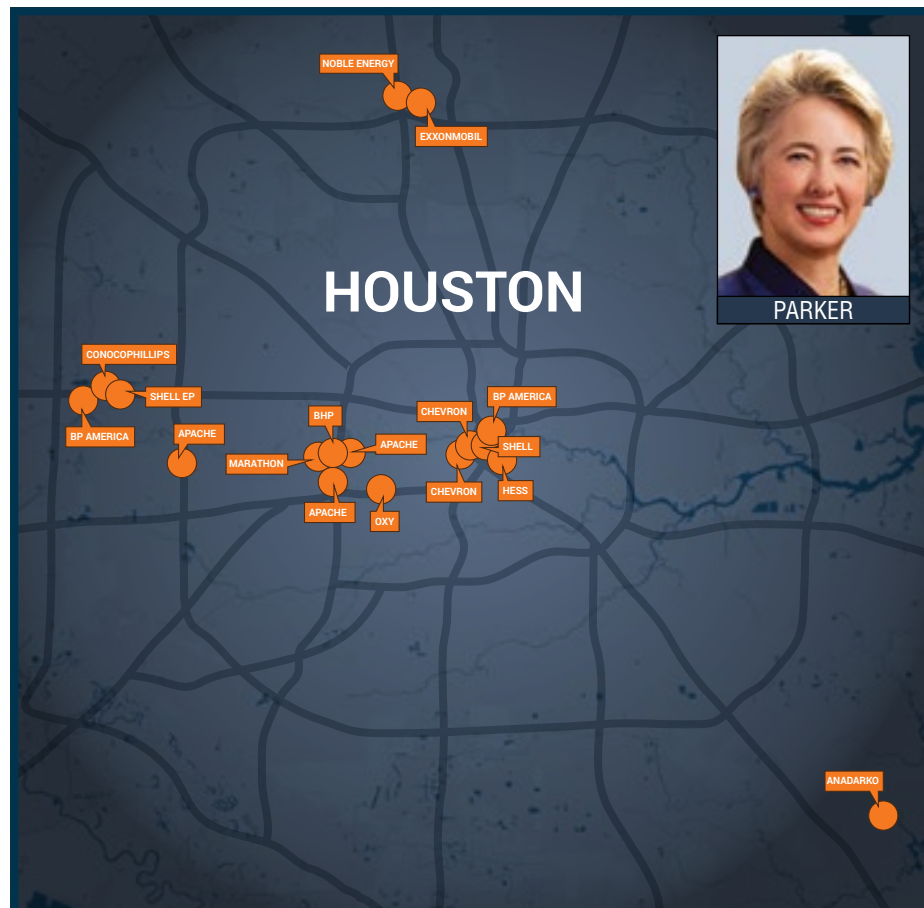 NOBLE ENERGY
EXXONMOBIL
HOUSTON
PARKER
CONOCOPHILLIPS
SHELL EP
BP AMERICA
APACHE
BHP
APACHE
MARATHON
APACHE
OXY
CHEVRON
BP AMERICA
SHELL
CHEVRON
HESS
ANADARKO